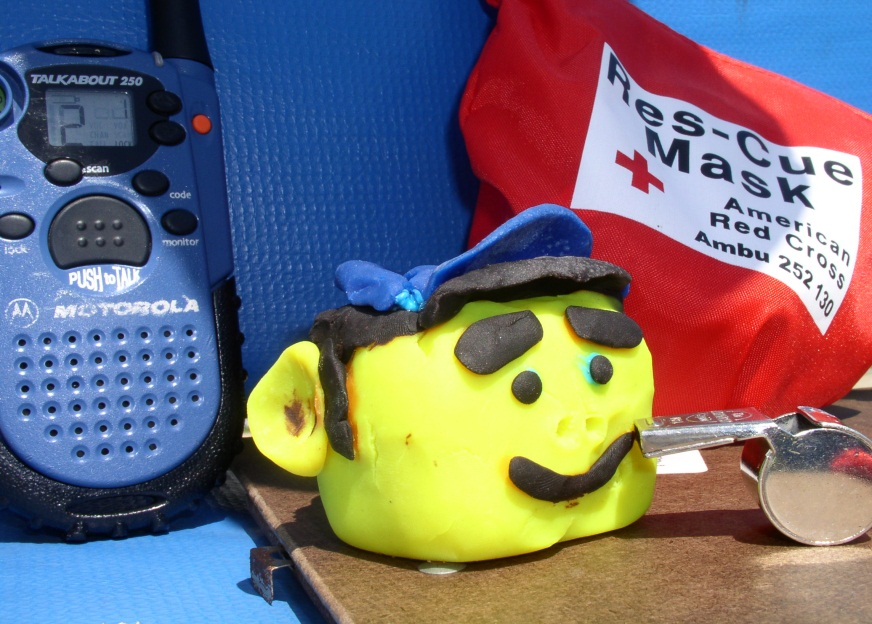 TALKABOUT 250
scan
code
lock
monitor
PUSH to TALK
MOTOROLA
Res-Cue
Mask
American
Red Cross
Ambu 252 130